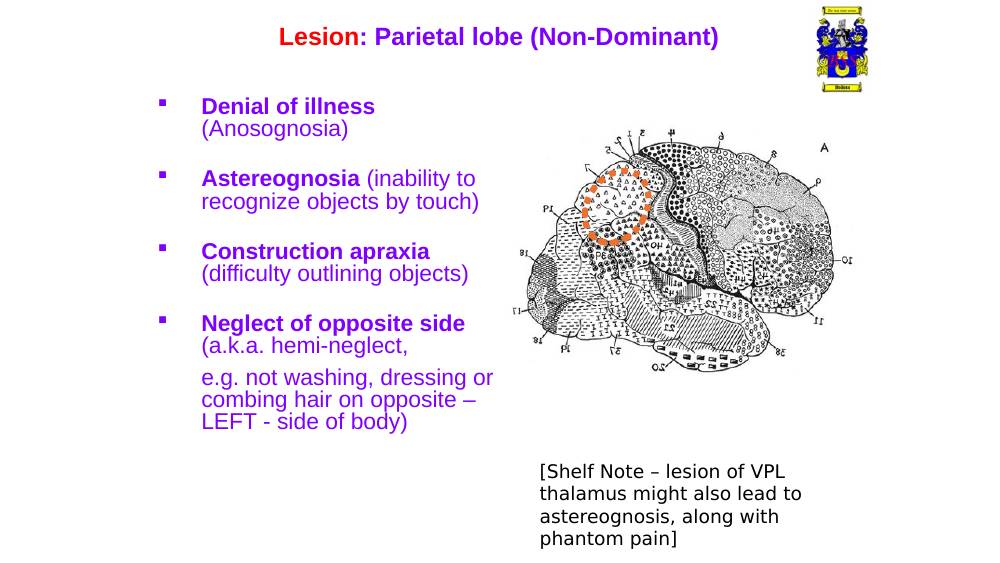 Lesion: Parietal lobe (Non-Dominant)
Denial of illness
(Anosognosia)
Astereognosia (inability to
recognize objects by touch)
Construction apraxia
(difficulty outlining objects)
Neglect of opposite side
(a.k.a. hemi-neglect,
e.g. not washing, dressing or
combing hair on opposite –
LEFT - side of body)
A
[Shelf Note – lesion of VPL
thalamus might also lead to
astereognosis, along with
phantom pain]